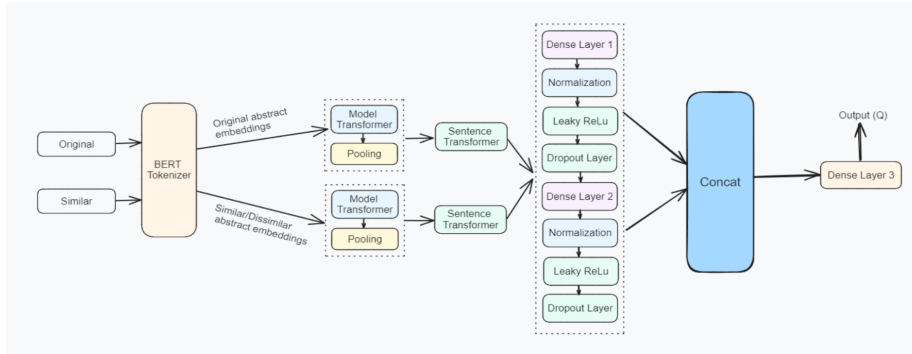 Original
Similar
BERT
Tokenizer
Original abstract
embeddings
Similar/Dissimilar
abstract embeddings
Model
Transformer
Pooling
Model
Transformer
Pooling
Sentence
Transformer
Sentence
Transformer
Dense Layer 1
Normalization
Leaky ReLu
Dropout Layer
Dense Layer 2
Normalization
Leaky ReLu
Dropout Layer
Concat
Output (Q)
Dense Layer 3